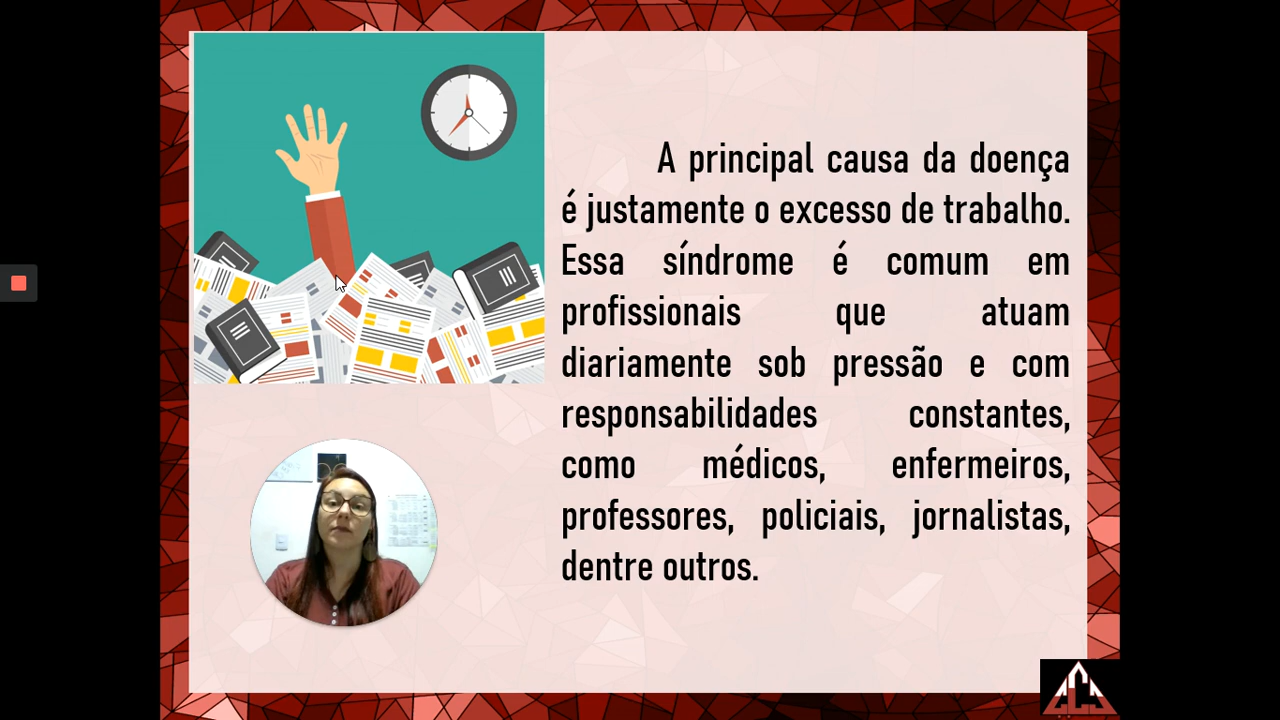 A principal causa da doença
é justamente o excesso de trabalho.
Essa síndrome é comum em
profissionais que atuam
diariamente sob pressão e com
responsabilidades constantes,
como médicos, enfermeiros,
professores, policiais, jornalistas,
dentre outros.